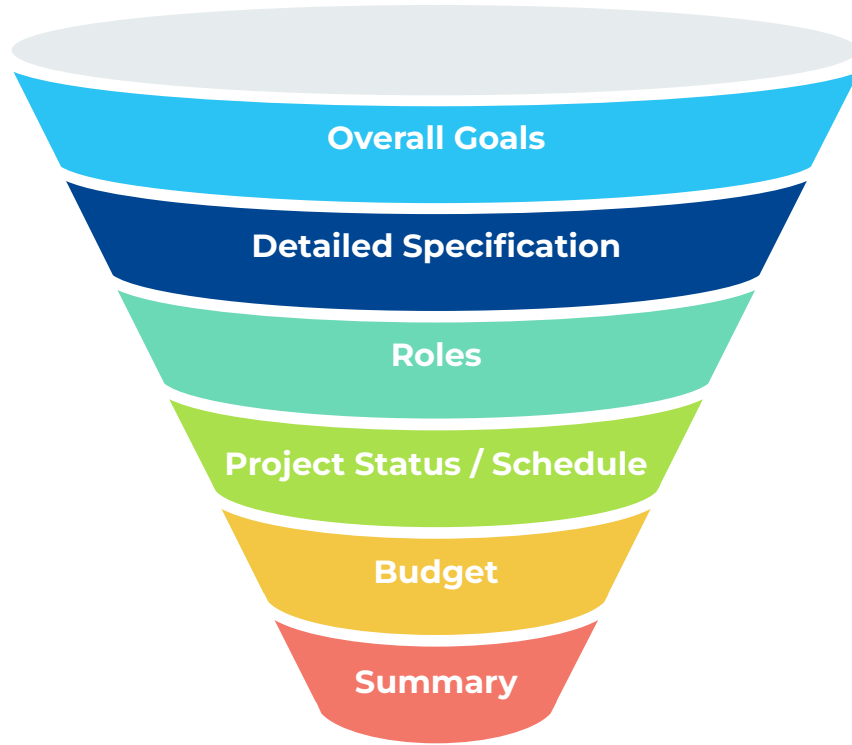 Overall Goals
Detailed Specification
Roles
Project Status / Schedule
Budget
Summary